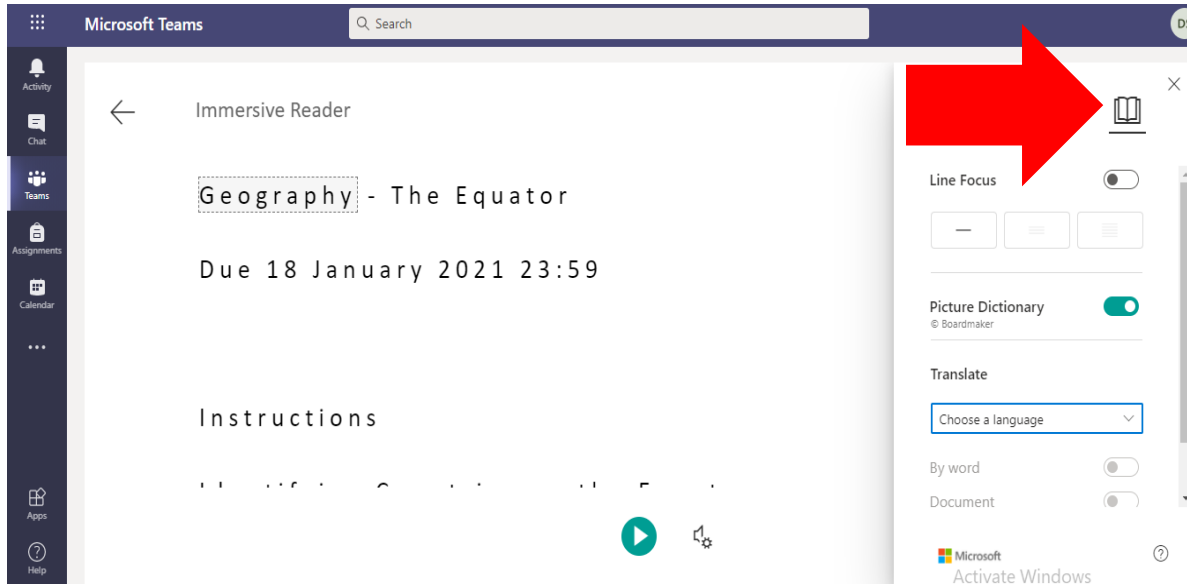 Microsoft Teams
Search
DS
Activity
Chat
Teams
Assignments
Calendar
Apps
Help
Immersive Reader
Geography - The Equator
Due 18 January 2021 23:59
Instructions
Line Focus
Picture Dictionary
© Boardmaker
Translate
Choose a language
By word
Document
Microsoft
Activate Windows